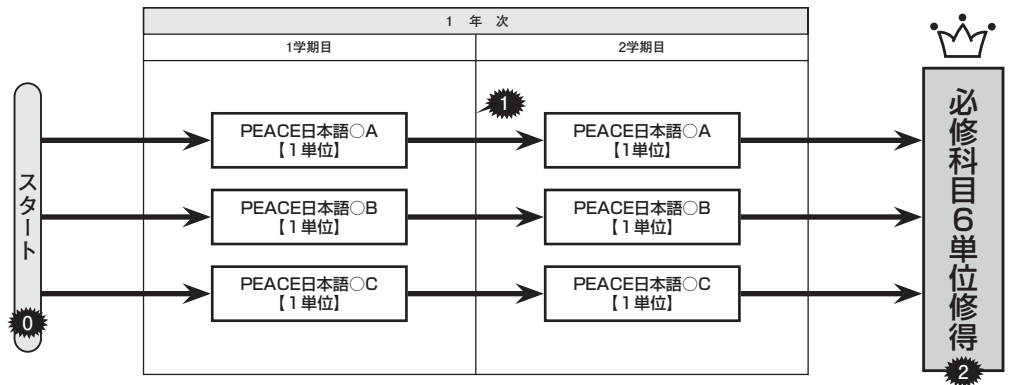 1 年 次
1学期目
2学期目
スタート
0
PEACE日本語○A
【1単位】
1
PEACE日本語○A
【1単位】
PEACE日本語○B
【1単位】
PEACE日本語○B
【1単位】
PEACE日本語○C
【1単位】
PEACE日本語○C
【1単位】
必修科目6単位修得
2